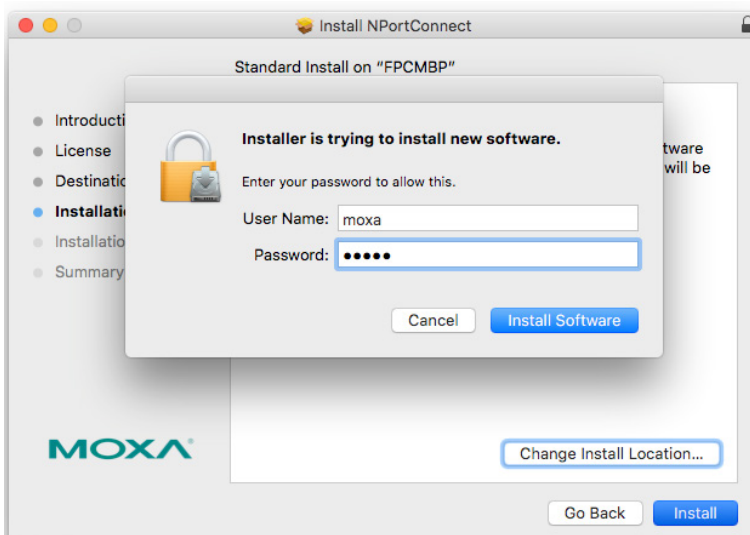 Install NPortConnect
Standard Install on "FPCMBP"
Introducti
License
Destinatio
Installati
Installatio
Summary
tware
will be
Installer is trying to install new software.
Enter your password to allow this.
User Name: moxa
Password: •••••
Cancel
Install Software
MOXA
Change Install Location...
Go Back
Install